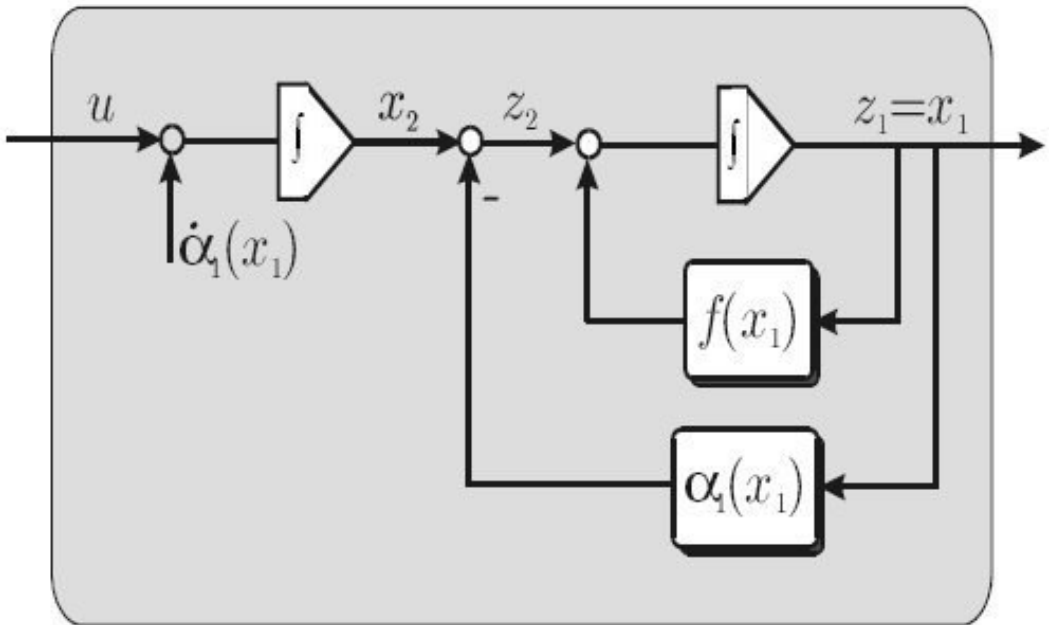 u
∫
x₂
z₂
∫
z₁=x₁
-
α̇₁(x₁)
f(x₁)
α₁(x₁)